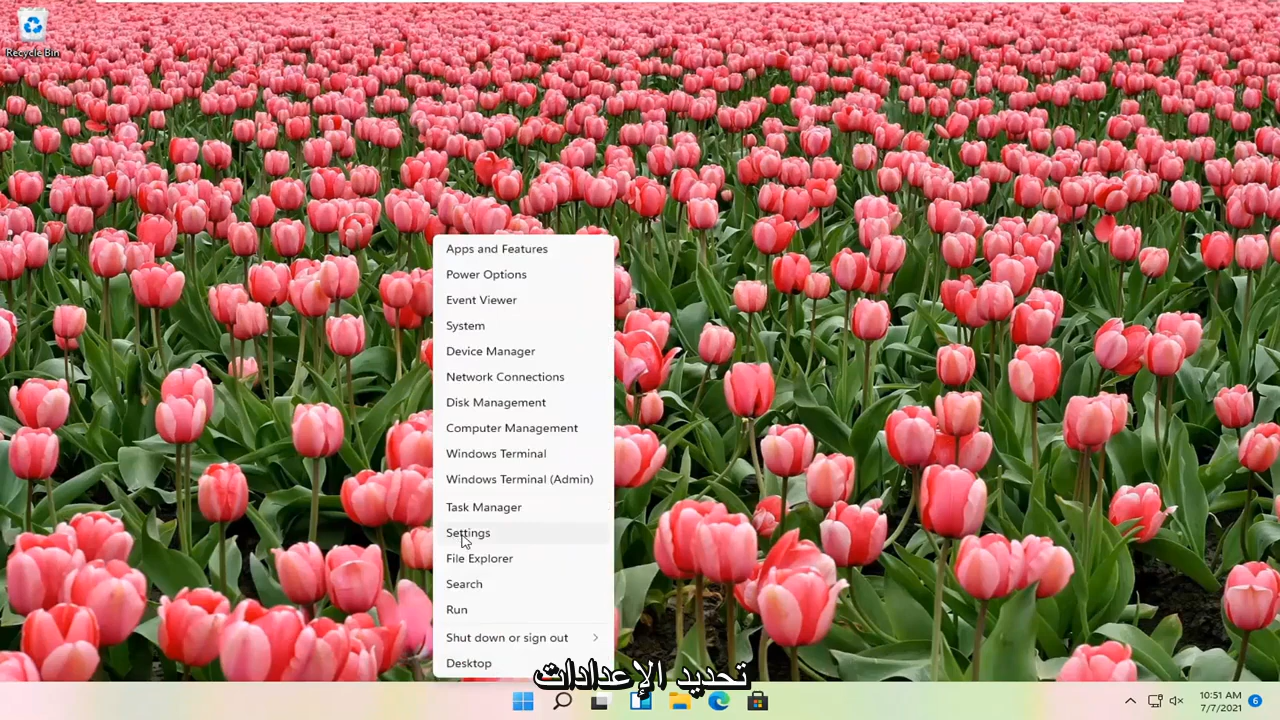 Recycle Bin
Apps and Features
Power Options
Event Viewer
System
Device Manager
Network Connections
Disk Management
Computer Management
Windows Terminal
Windows Terminal (Admin)
Task Manager
Settings
File Explorer
Search
Run
Shut down or sign out
Desktop
تحديد الإعدادات
10:51 AM
7/7/2021
6